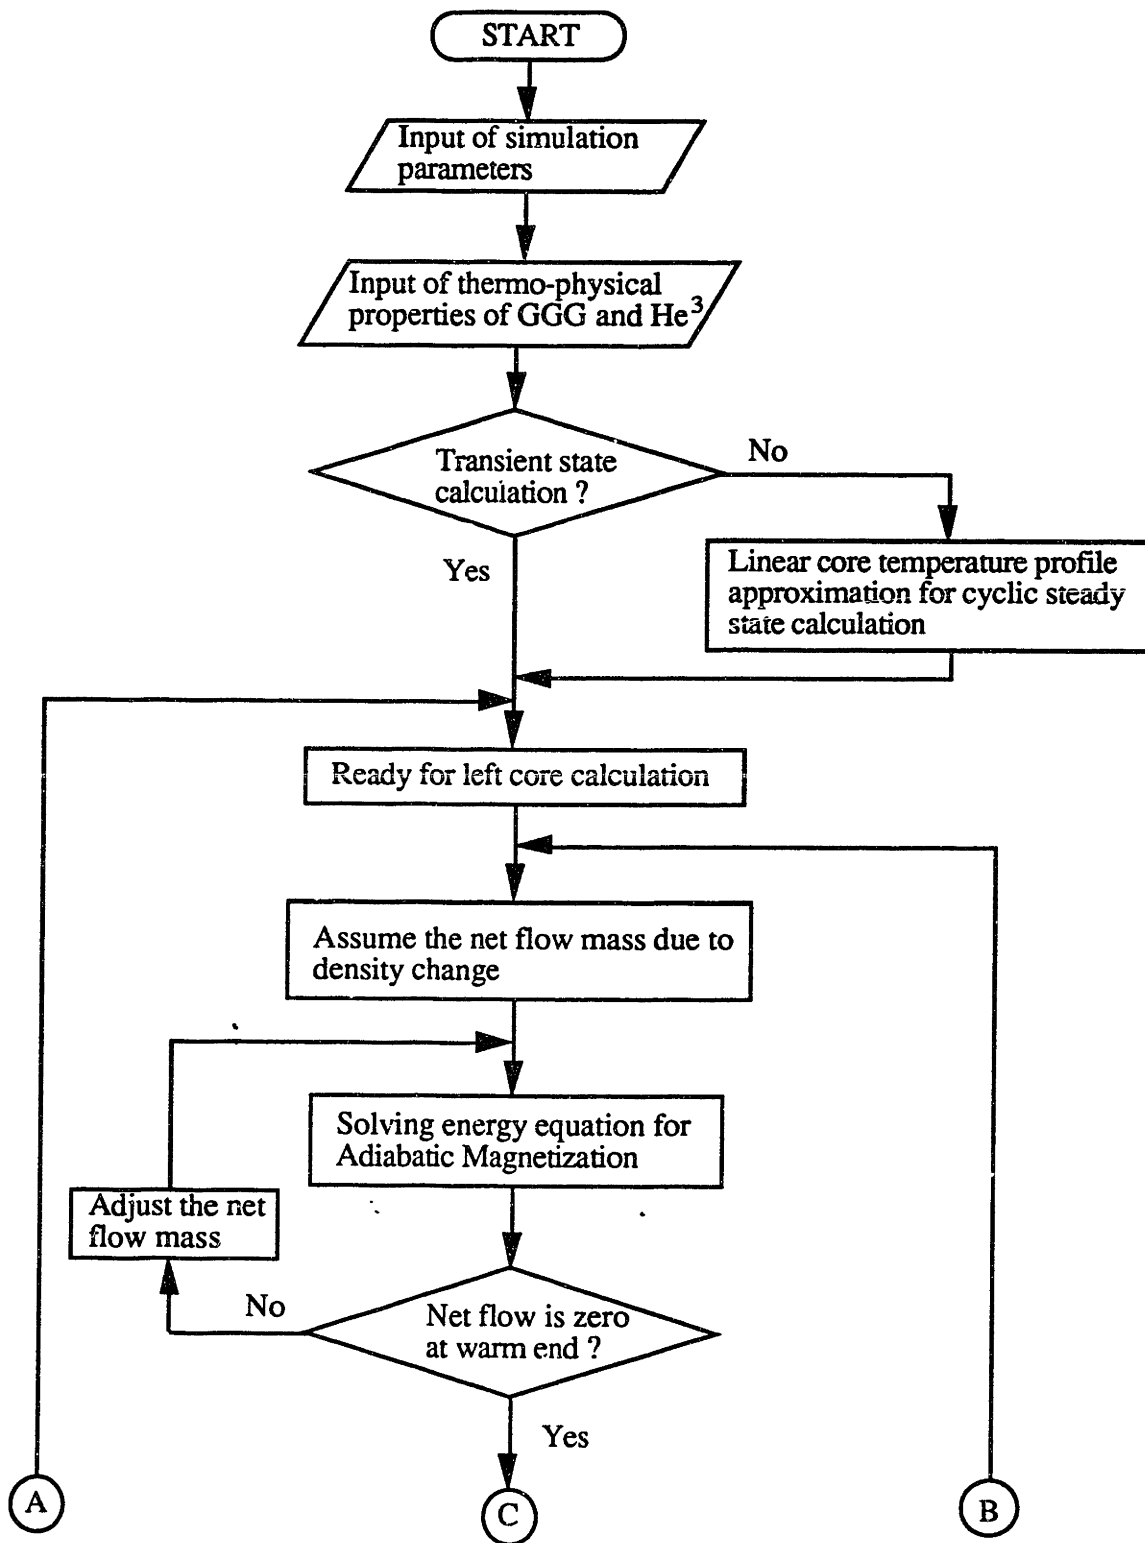 START
Input of simulation
parameters
Input of thermo-physical
properties of GGG and He³
Transient state
calculation ?
No
Yes
Linear core temperature profile
approximation for cyclic steady
state calculation
Ready for left core calculation
Assume the net flow mass due to
density change
Solving energy equation for
Adiabatic Magnetization
Adjust the net
flow mass
No
Net flow is zero
at warm end ?
Yes
A
C
B